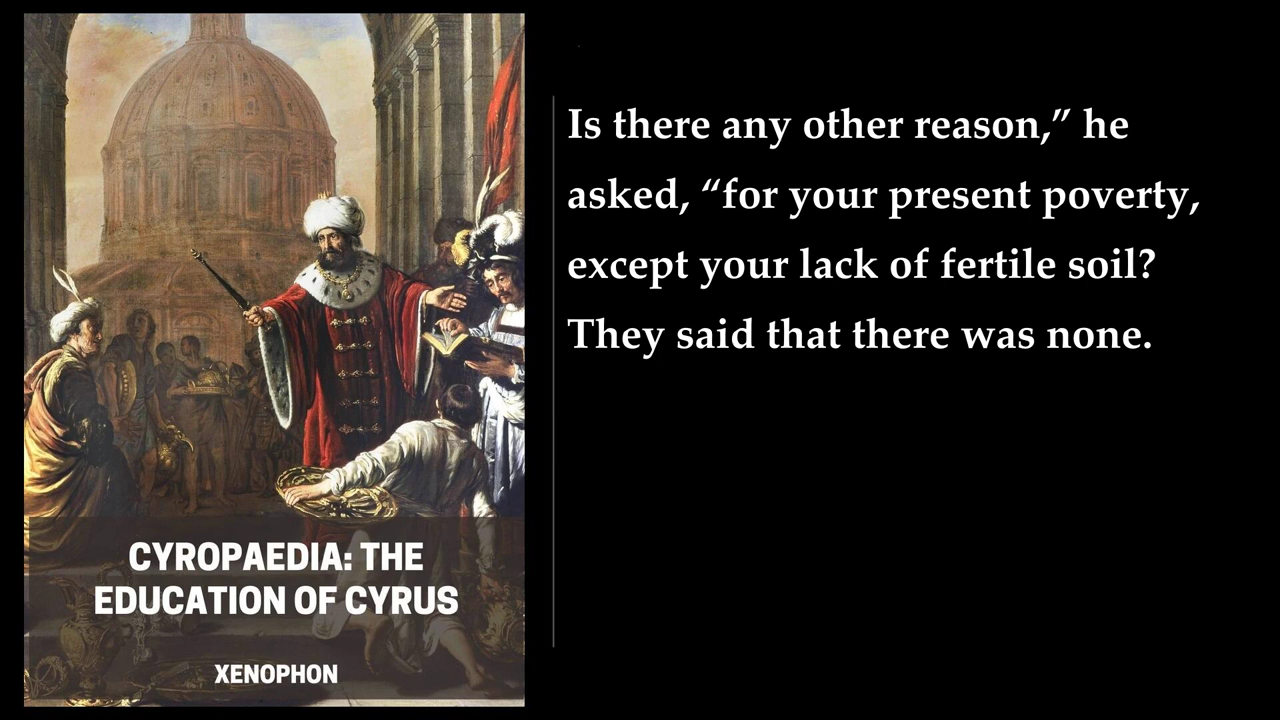 CYROPAEDIA: THE
EDUCATION OF CYRUS
XENOPHON
Is there any other reason,” he
asked, “for your present poverty,
except your lack of fertile soil?
They said that there was none.